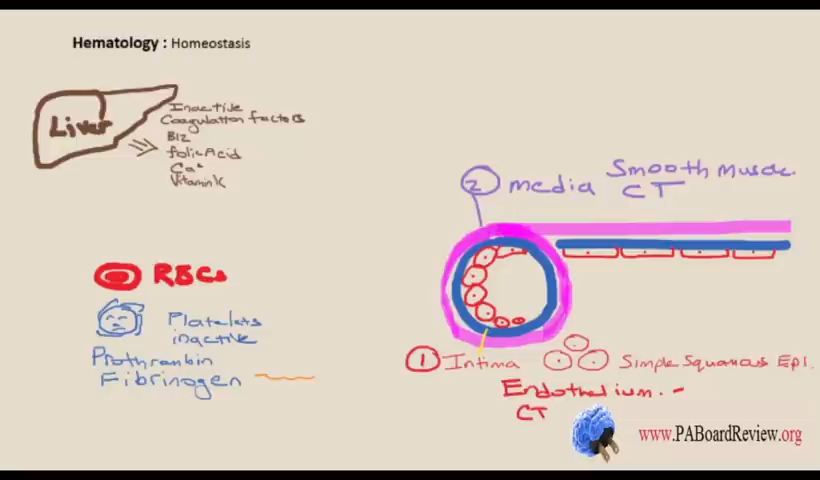 Hematology : Homeostasis
Liver
Inactive
Coagulation factors
B12
folic Acid
Ca²
Vitamin K
② media Smooth Muscle.
CT
RBCs
Platelets
inactive
Prothrombin
Fibrinogen
① Intima
Simple Squamous Epi.
Endothelium.
CT
www.PABoardReview.org